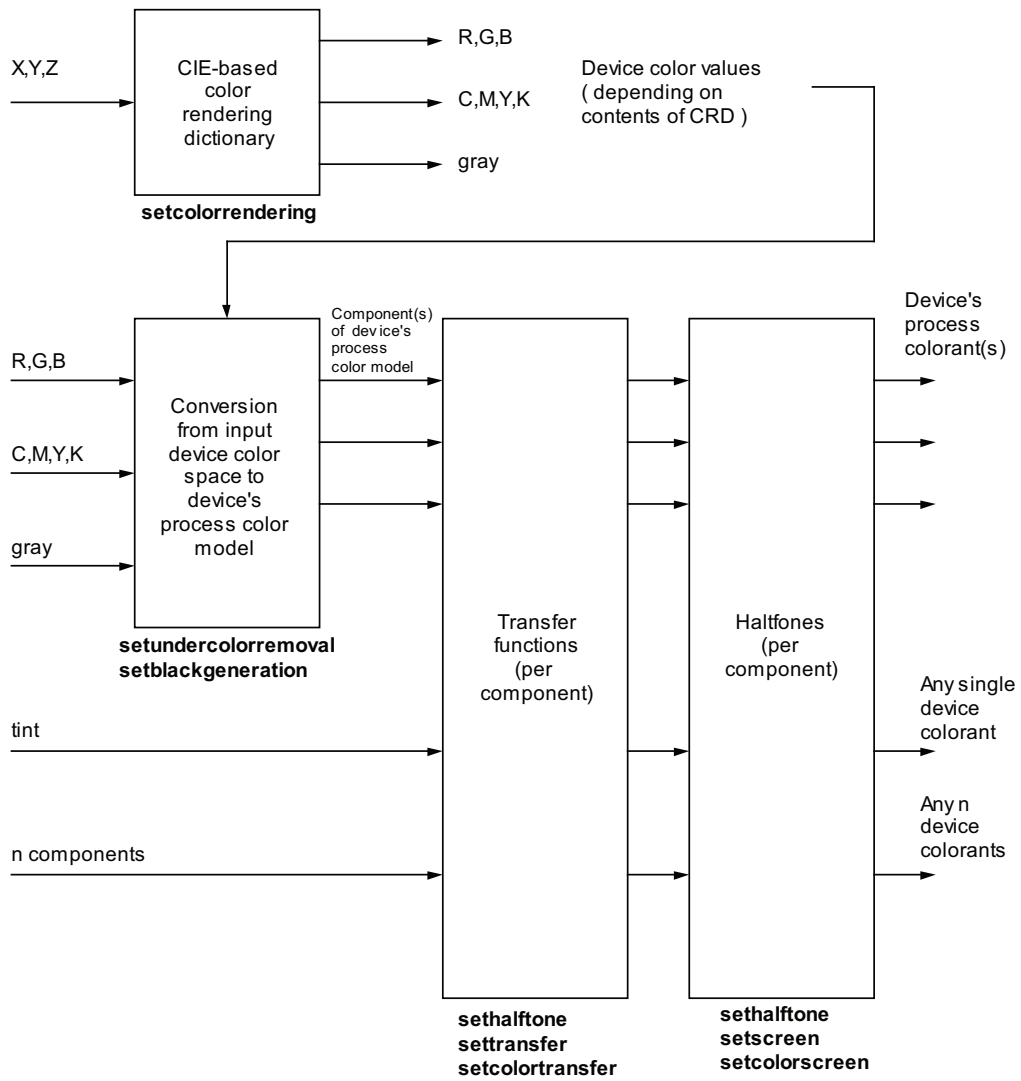 X,Y,Z
CIE-based
color
rendering
dictionary
setcolorrendering
R,G,B
C,M,Y,K
gray
Device color values
( depending on
contents of CRD )
R,G,B
C,M,Y,K
gray
Conversion
from input
device color
space to
device's
process color
model
setundercolorremoval
setblackgeneration
Component(s)
of device's
process
color model
tint
n components
Transfer
functions
(per
component)
sethalftone
settransfer
setcolortransfer
Haltfones
(per
component)
sethalftone
setscreen
setcolorscreen
Device's
process
colorant(s)
Any single
device
colorant
Any n
device
colorants